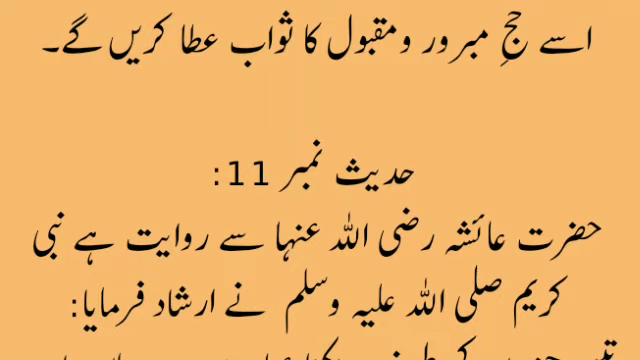 اسے حجِ مبرور ومقبول کا ثواب عطا کریں گے۔
حدیث نمبر 11:
حضرت عائشہ رضی اللہ عنہا سے روایت ہے نبی
کریم صلی اللہ علیہ وسلم نے ارشاد فرمایا: